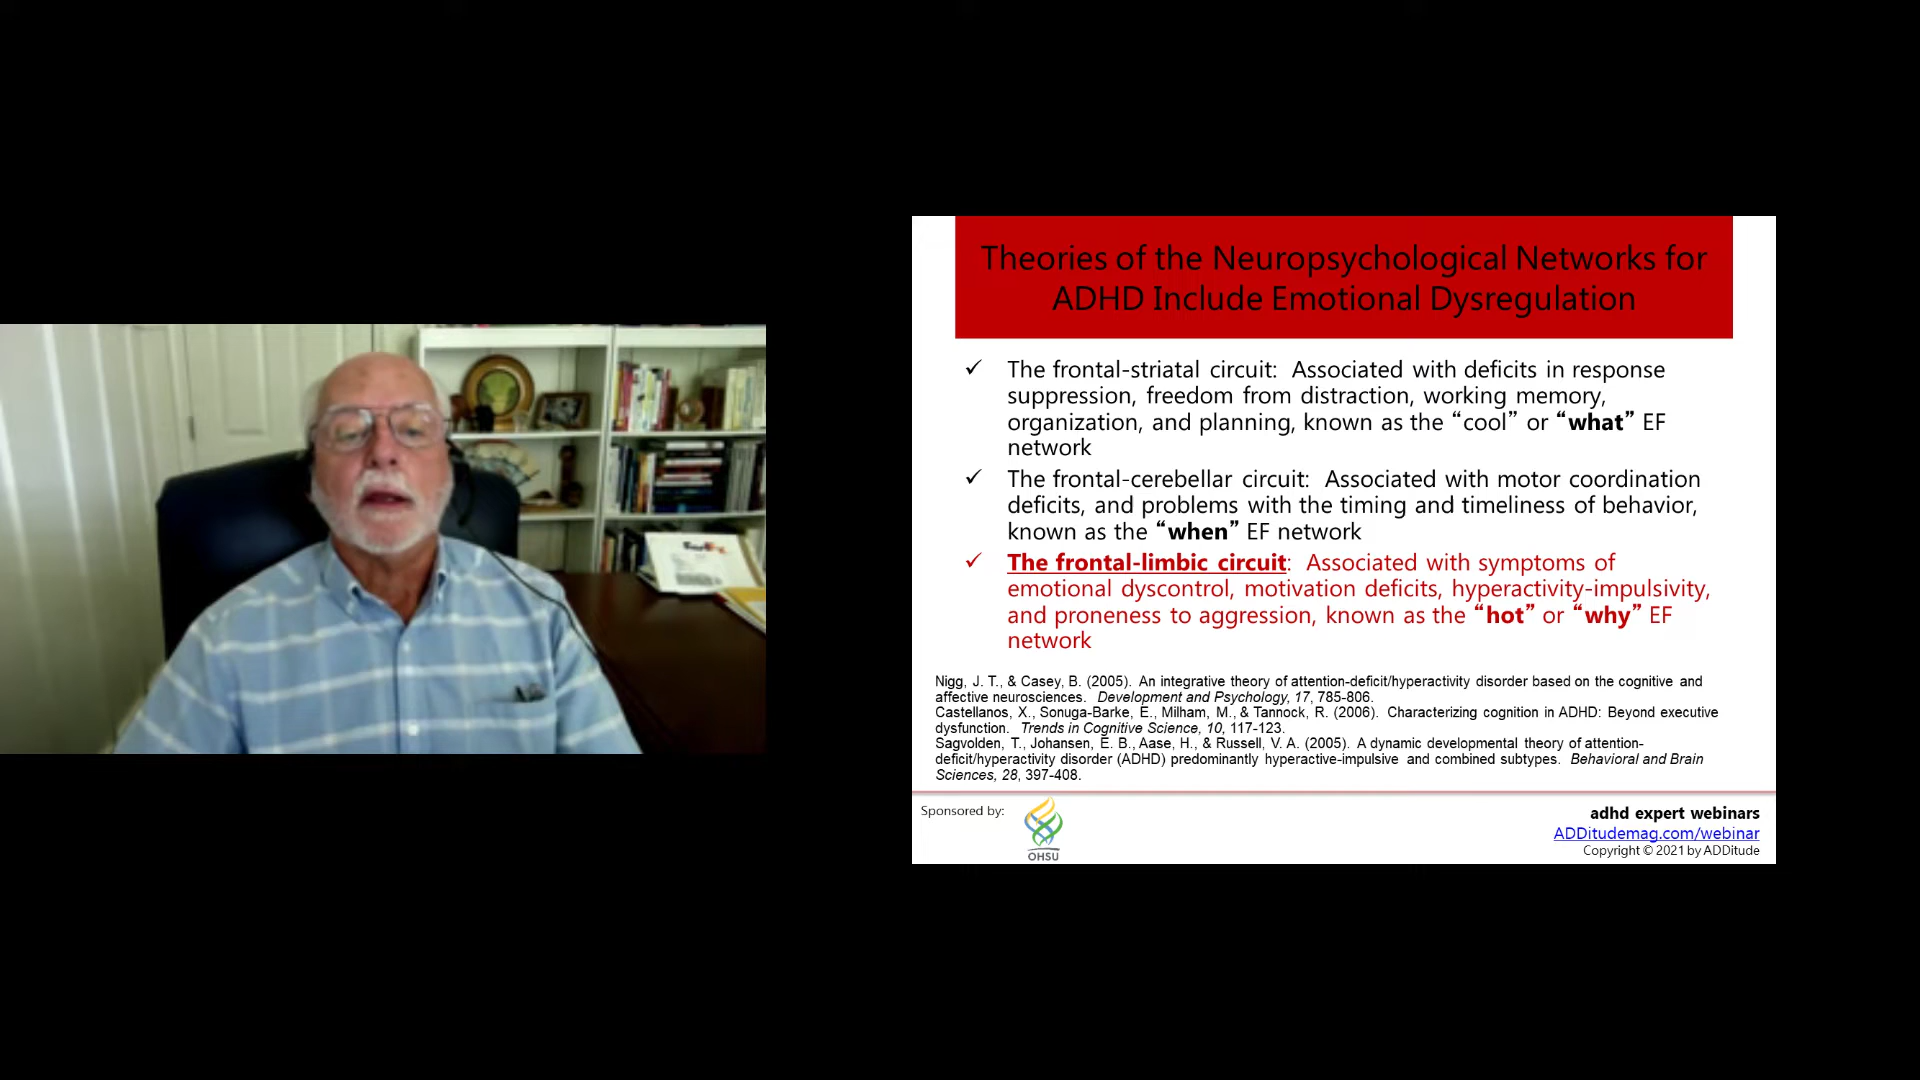 Theories of the Neuropsychological Networks for
ADHD Include Emotional Dysregulation
✓ The frontal-striatal circuit: Associated with deficits in response
suppression, freedom from distraction, working memory,
organization, and planning, known as the “cool” or “what” EF
network
✓ The frontal-cerebellar circuit: Associated with motor coordination
deficits, and problems with the timing and timeliness of behavior,
known as the “when” EF network
✓ The frontal-limbic circuit: Associated with symptoms of
emotional dyscontrol, motivation deficits, hyperactivity-impulsivity,
and proneness to aggression, known as the “hot” or “why” EF
network
Nigg, J. T., & Casey, B. (2005). An integrative theory of attention-deficit/hyperactivity disorder based on the cognitive and
affective neurosciences. Development and Psychology, 17, 785-806.
Castellanos, X., Sonuga-Barke, E., Milham, M., & Tannock, R. (2006). Characterizing cognition in ADHD: Beyond executive
dysfunction. Trends in Cognitive Science, 10, 117-123.
Sagvolden, T., Johansen, E. B., Aase, H., & Russell, V. A. (2005). A dynamic developmental theory of attention-
deficit/hyperactivity disorder (ADHD) predominantly hyperactive-impulsive and combined subtypes. Behavioral and Brain
Sciences, 28, 397-408.
Sponsored by:
OHSU
adhd expert webinars
ADDitudemag.com/webinar
Copyright © 2021 by ADDitude